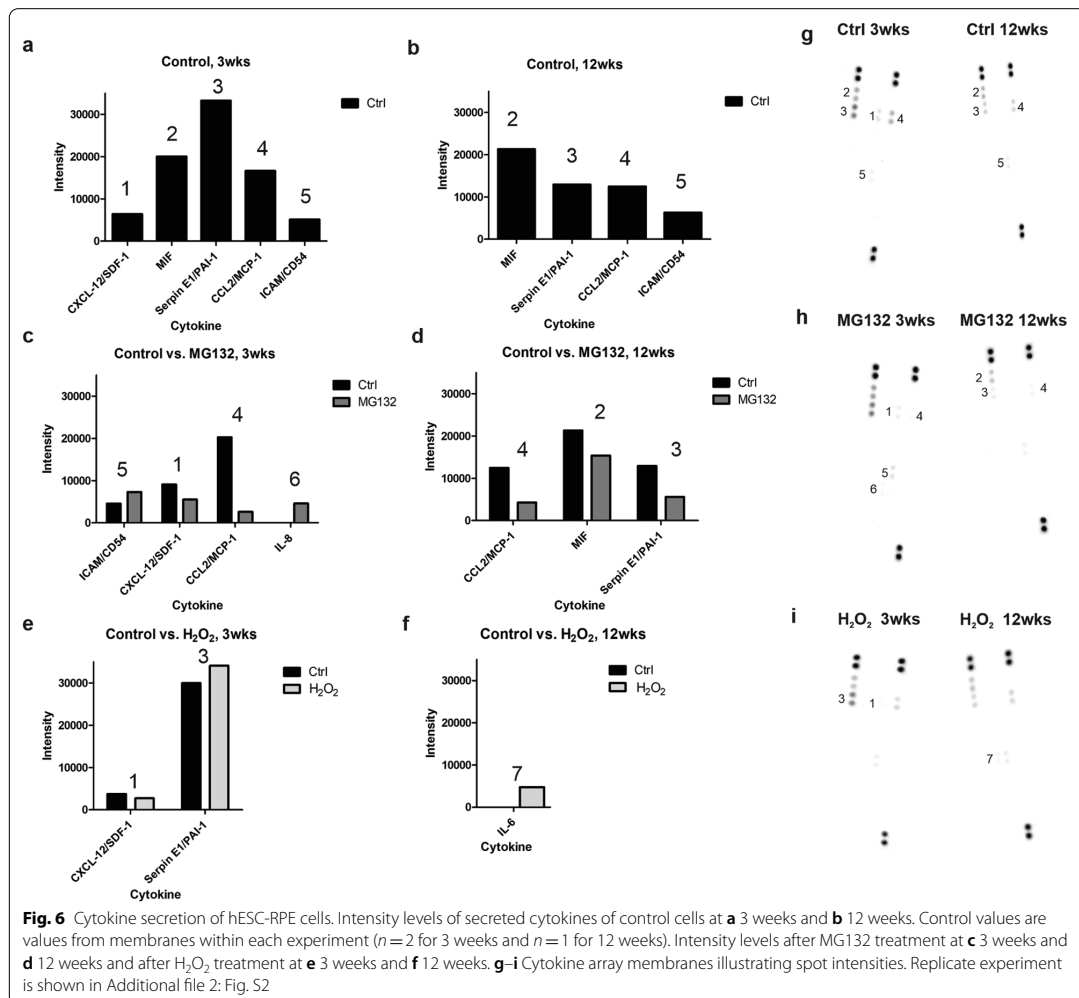 a
Control, 3wks
Intensity
30000
20000
10000
0
1
2
3
4
5
Ctrl
CXCL-12/SDF-1
MIF
Serpin E1/PAI-1
CCL2/MCP-1
ICAM/CD54
Cytokine
b
Control, 12wks
Intensity
30000
20000
10000
0
2
3
4
5
Ctrl
MIF
Serpin E1/PAI-1
CCL2/MCP-1
ICAM/CD54
Cytokine
c
Control vs. MG132, 3wks
Intensity
30000
20000
10000
0
5
1
4
6
Ctrl
MG132
ICAM/CD54
CXCL-12/SDF-1
CCL2/MCP-1
IL-8
Cytokine
d
Control vs. MG132, 12wks
Intensity
30000
20000
10000
0
4
2
3
Ctrl
MG132
CCL2/MCP-1
MIF
Serpin E1/PAI-1
Cytokine
e
Control vs. H₂O₂, 3wks
Intensity
30000
20000
10000
0
1
3
Ctrl
H₂O₂
CXCL-12/SDF-1
Serpin E1/PAI-1
Cytokine
f
Control vs. H₂O₂, 12wks
Intensity
30000
20000
10000
0
7
Ctrl
H₂O₂
IL-6
Cytokine
g
Ctrl 3wks
Ctrl 12wks
2
3
1
4
5
2
3
4
5
h
MG132 3wks
MG132 12wks
1
4
5
6
2
3
4
i
H₂O₂ 3wks
H₂O₂ 12wks
3
1
7
Fig. 6 Cytokine secretion of hESC-RPE cells. Intensity levels of secreted cytokines of control cells at a 3 weeks and b 12 weeks. Control values are
values from membranes within each experiment (n = 2 for 3 weeks and n = 1 for 12 weeks). Intensity levels after MG132 treatment at c 3 weeks and
d 12 weeks and after H₂O₂ treatment at e 3 weeks and f 12 weeks. g–i Cytokine array membranes illustrating spot intensities. Replicate experiment
is shown in Additional file 2: Fig. S2